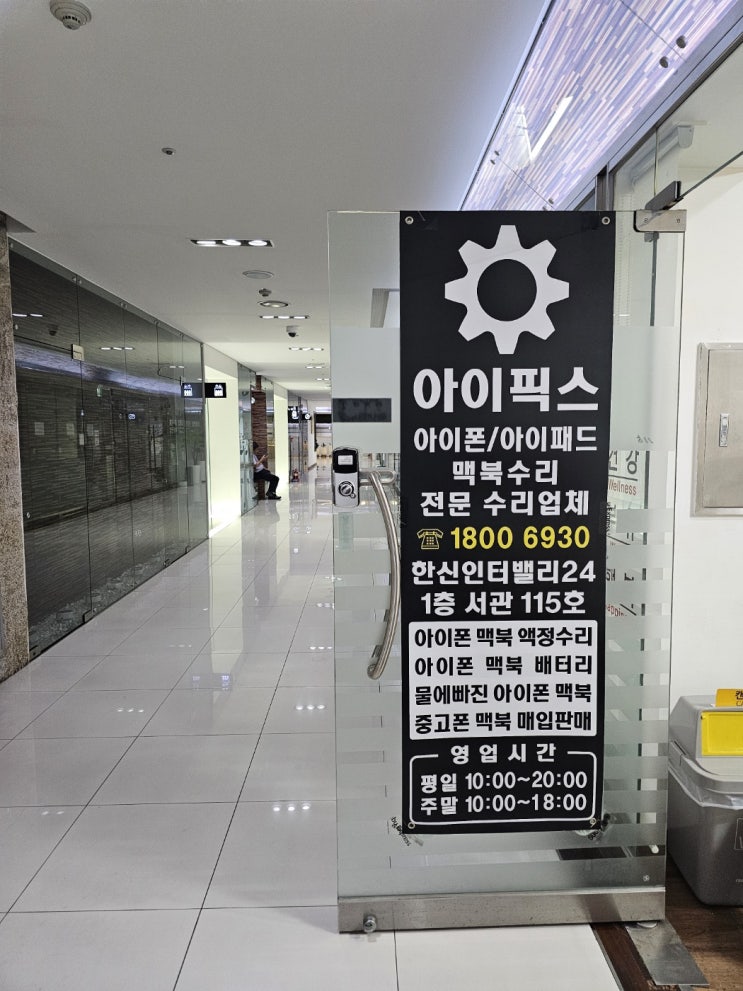 아이픽스
아이폰/아이패드
맥북수리
전문 수리업체
☎ 1800 6930
한신인터밸리24
1층 서관 115호
아이폰 맥북 액정수리
아이폰 맥북 배터리
물에빠진 아이폰 맥북
중고폰 맥북 매입판매
영업시간
평일 10:00~20:00
주말 10:00~18:00
Wellness